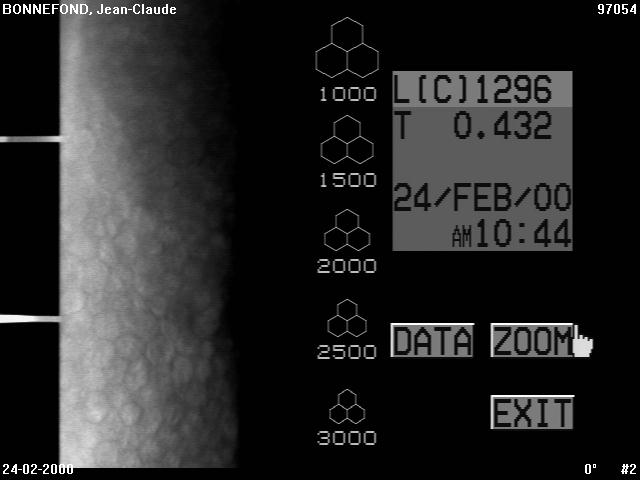 BONNEFOND, Jean-Claude
97054
1000
1500
2000
2500
3000
L[C]1296
T 0.432
24/FEB/00
AM10:44
DATA
ZOOM
EXIT
24-02-2000
0° #2